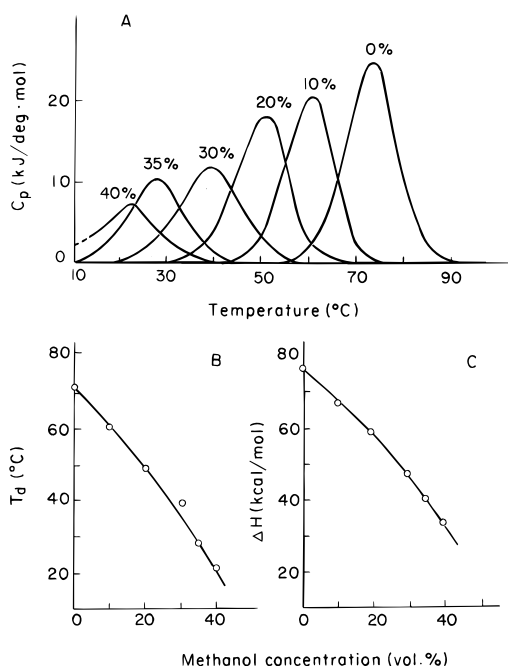 A
0%
10%
20%
30%
35%
40%
Cp (kJ/deg·mol)
20
10
0
10 30 50 70 90
Temperature (°C)
B
Td (°C)
80
60
40
20
0 20 40
C
ΔH (kcal/mol)
80
60
40
20
0 20 40
Methanol concentration (vol.%)